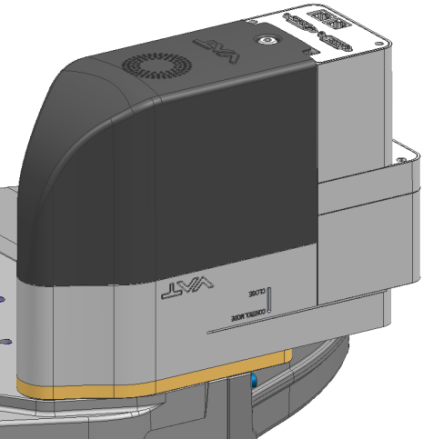 VAT
VAT
CLOSE
CONTROL MODE